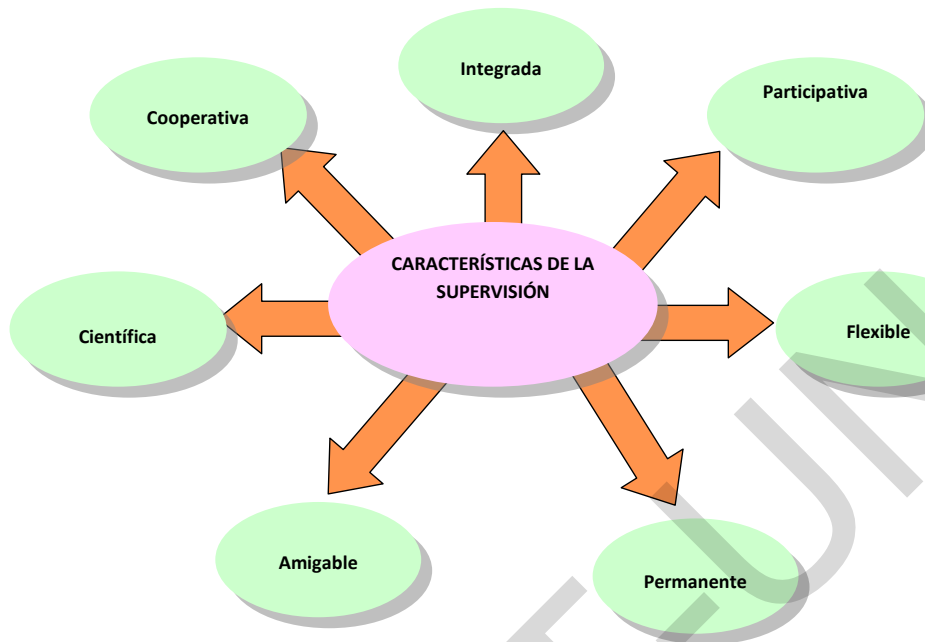 Integrada
Participativa
Cooperativa
CARACTERÍSTICAS DE LA
SUPERVISIÓN
Científica
Flexible
Amigable
Permanente